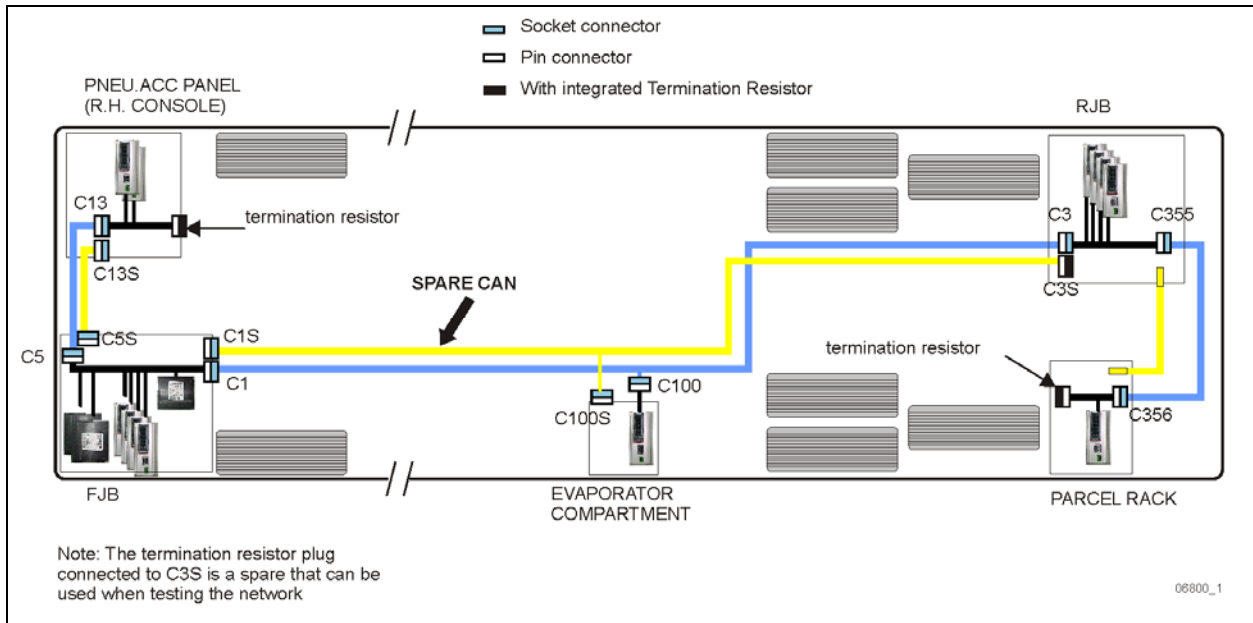 Socket connector
Pin connector
With integrated Termination Resistor
PNEU.ACC PANEL
(R.H. CONSOLE)
RJB
C13
termination resistor
C13S
C3
C355
C3S
SPARE CAN
C5S
C5
C1S
C1
termination resistor
C100
C100S
C356
FJB
EVAPORATOR
COMPARTMENT
PARCEL RACK
Note: The termination resistor plug
connected to C3S is a spare that can be
used when testing the network
06800_1